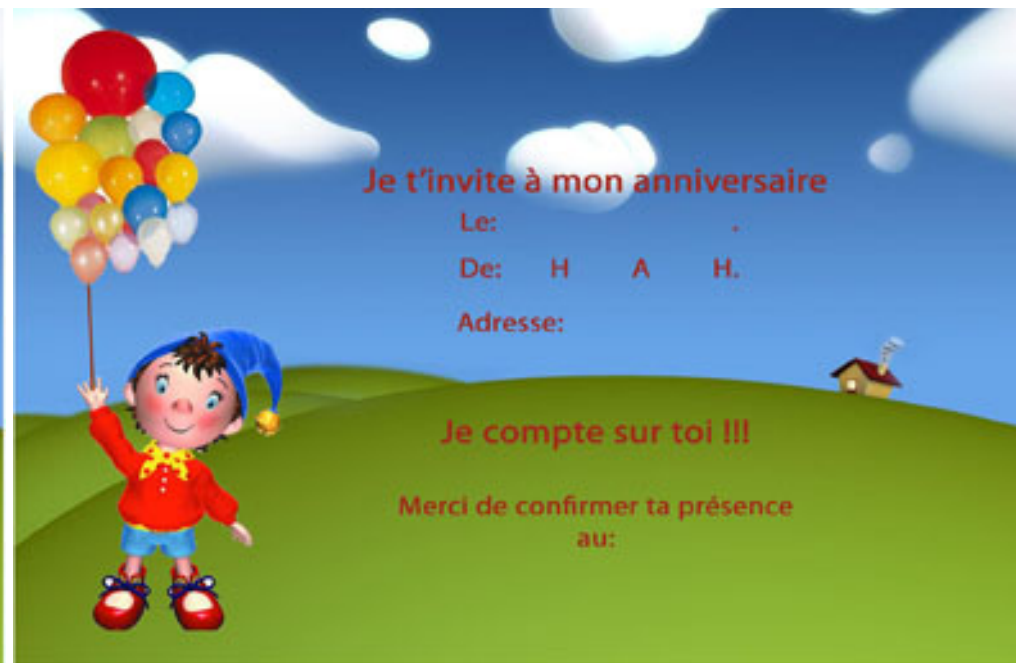 Je t'invite à mon anniversaire
Le: .
De: H A H.
Adresse:
Je compte sur toi !!!
Merci de confirmer ta présence
au: